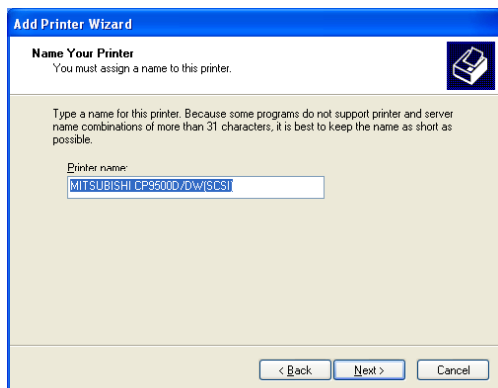 Add Printer Wizard
Name Your Printer
You must assign a name to this printer.
Type a name for this printer. Because some programs do not support printer and server
name combinations of more than 31 characters, it is best to keep the name as short as
possible.
Printer name:
MITSUBISHI CP9500D/DW(SCSI)
< Back
Next >
Cancel